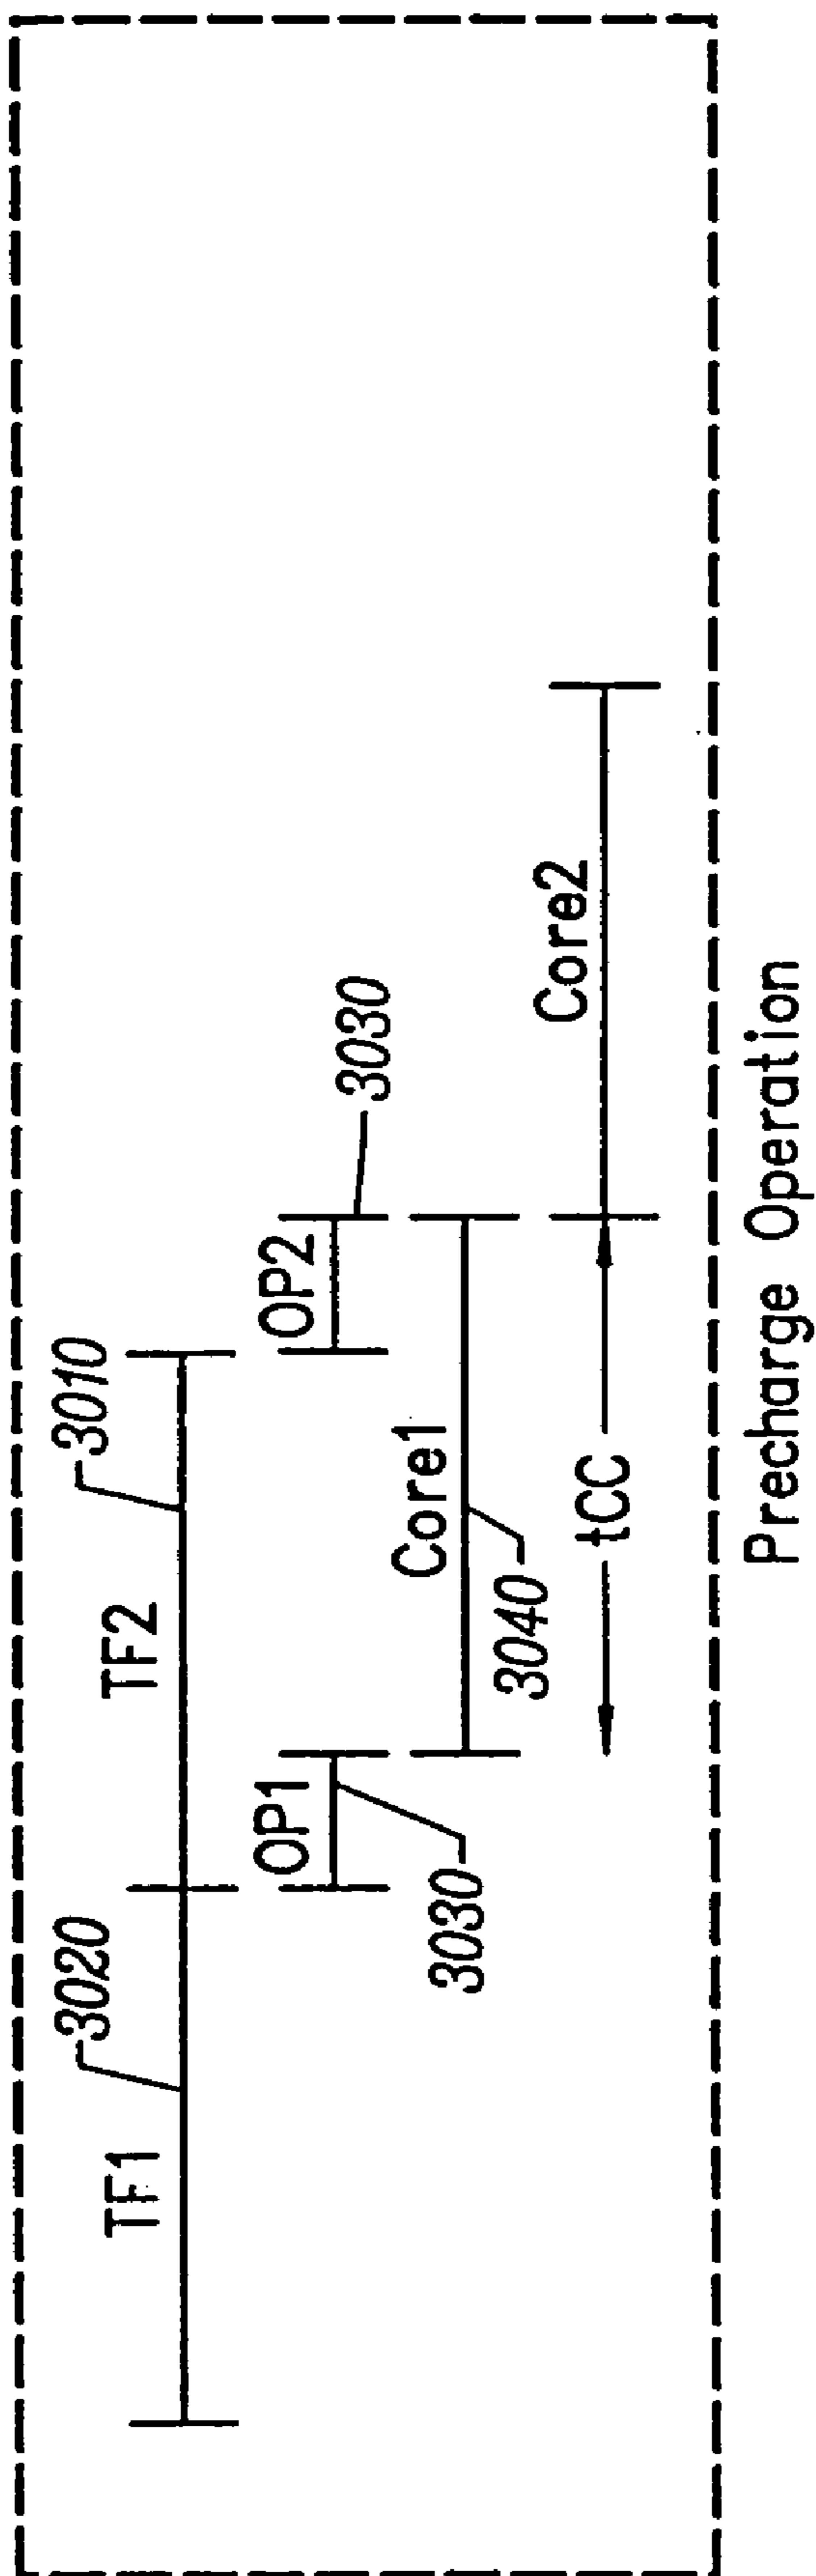 3020
3010
TF1
TF2
OP1
OP2
3030
3030
Core1
3040
Core2
tCC
Precharge Operation